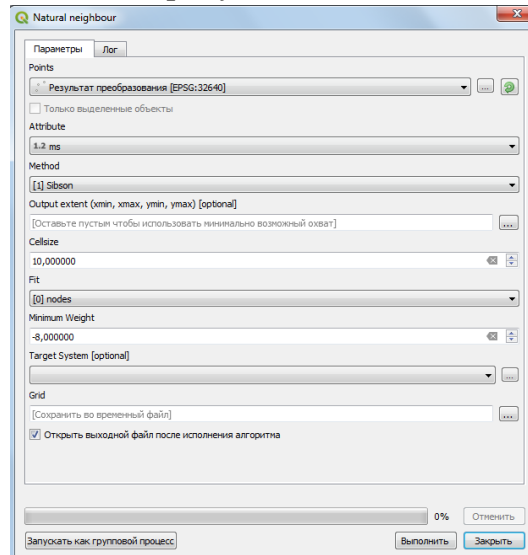 Natural neighbour
Параметры Лог
Points
Результат преобразования [EPSG:32640]
...
Только выделенные объекты
Attribute
1.2 ms
Method
[1] Sibson
Output extent (xmin, xmax, ymin, ymax) [optional]
[Оставьте пустым чтобы использовать минимально возможный охват]
...
Cellsize
10,000000
Fit
[0] nodes
Minimum Weight
-8,000000
Target System [optional]
...
Grid
[Сохранить во временный файл]
...
Открыть выходной файл после исполнения алгоритма
0% Отменить
Запускать как групповой процесс Выполнить Закрыть